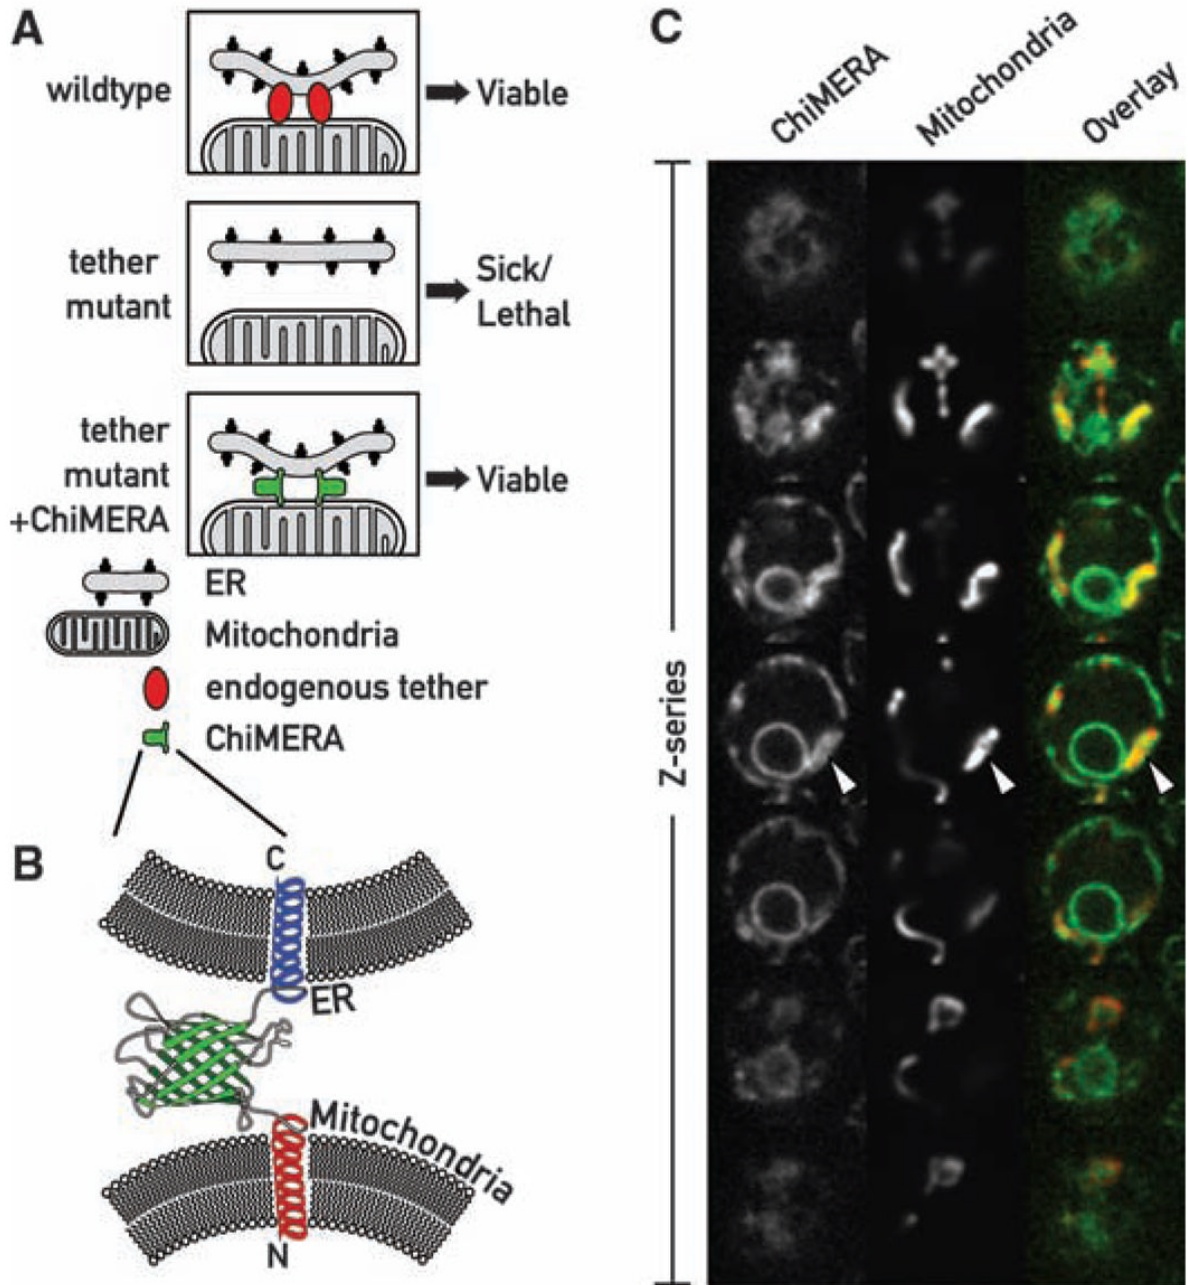 A
wildtype
Viable
tether
mutant
Sick/
Lethal
tether
mutant
+ChiMERA
Viable
ER
Mitochondria
endogenous tether
ChiMERA
B
C
ER
Mitochondria
N
C
ChiMERA
Mitochondria
Overlay
Z-series